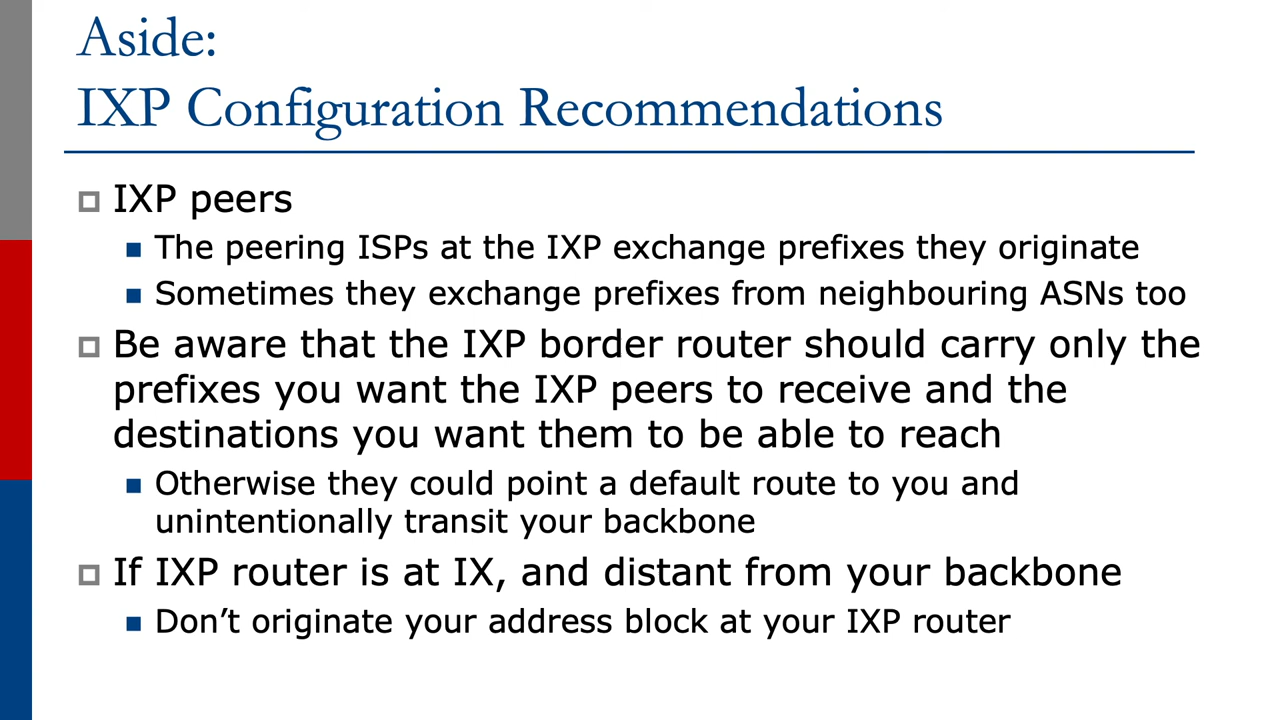 Aside:
IXP Configuration Recommendations
IXP peers
The peering ISPs at the IXP exchange prefixes they originate
Sometimes they exchange prefixes from neighbouring ASNs too
Be aware that the IXP border router should carry only the
prefixes you want the IXP peers to receive and the
destinations you want them to be able to reach
Otherwise they could point a default route to you and
unintentionally transit your backbone
If IXP router is at IX, and distant from your backbone
Don’t originate your address block at your IXP router